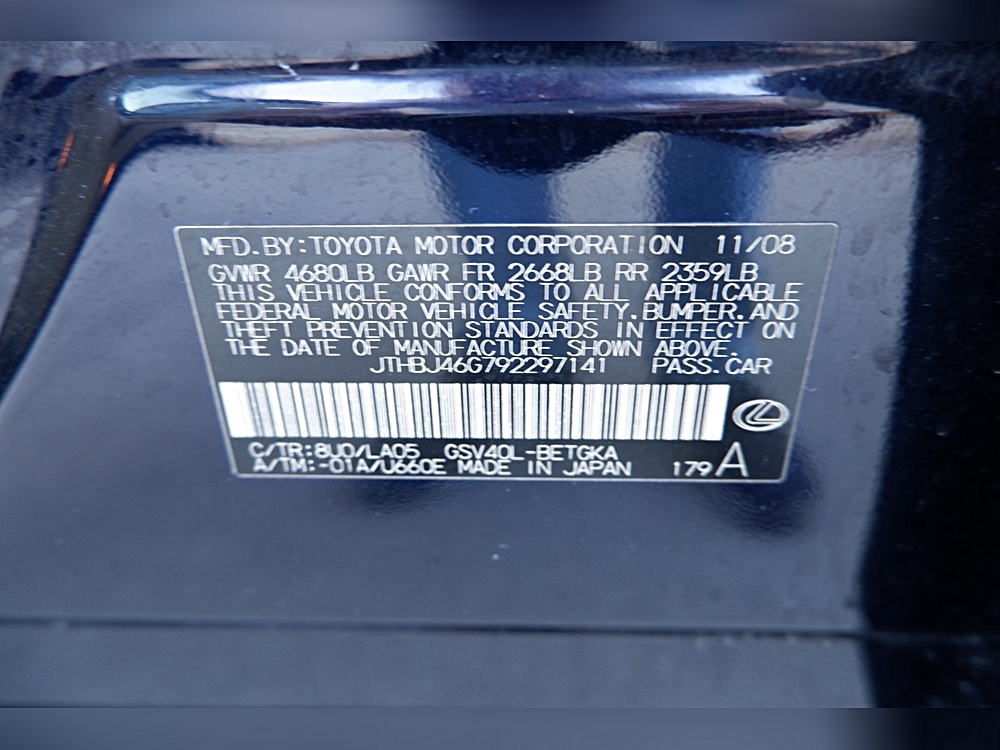 MFD.BY:TOYOTA MOTOR CORPORATION 11/08
GVWR 4680LB GAWR FR 2668LB RR 2359LB
THIS VEHICLE CONFORMS TO ALL APPLICABLE
FEDERAL MOTOR VEHICLE SAFETY.BUMPER.AND
THEFT PREVENTION STANDARDS IN EFFECT ON
THE DATE OF MANUFACTURE SHOWN ABOVE.
JTHBJ46G792297141 PASS.CAR
C/TR:8U0/LA05 GSV40L-BETGKA
A/TM:-01A/U660E MADE IN JAPAN 179 A